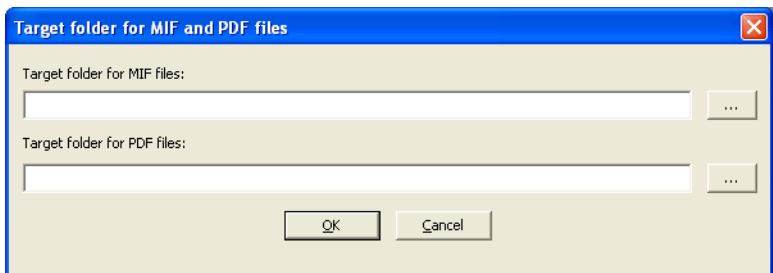 Target folder for MIF and PDF files
Target folder for MIF files:
...
Target folder for PDF files:
...
OK Cancel